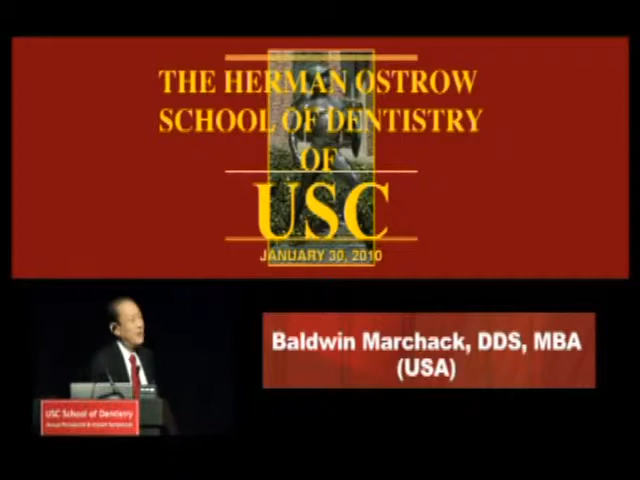 THE HERMAN OSTROW
SCHOOL OF DENTISTRY
OF
USC
JANUARY 30, 2010
Baldwin Marchack, DDS, MBA
(USA)
USC School of Dentistry